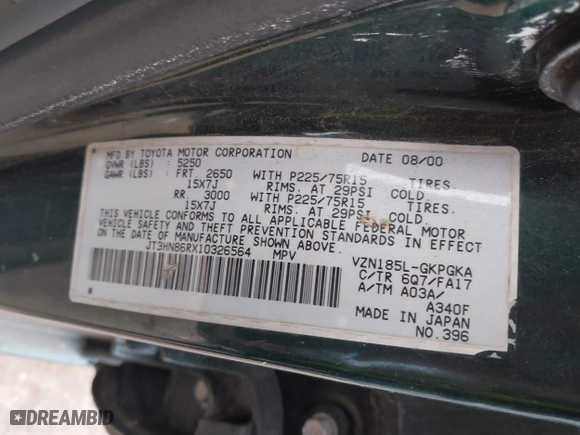 MFD BY TOYOTA MOTOR CORPORATION DATE 08/00
GVWR (LBS) : 5250
GAWR (LBS) : FRT. 2650 WITH P225/75R15 TIRES.
15X7J RIMS. AT 29PSI COLD.
RR. 3000 WITH P225/75R15 TIRES.
15X7J RIMS. AT 29PSI COLD.
THIS VEHICLE CONFORMS TO ALL APPLICABLE FEDERAL MOTOR
VEHICLE SAFETY AND THEFT PREVENTION STANDARDS IN EFFECT
ON THE DATE OF MANUFACTURE SHOWN ABOVE.
JT3HN86RX10326564 MPV VZN185L-GKPGKA
C/TR 6Q7/FA17
A/TM A03A/ A340F
MADE IN JAPAN
NO.396
DREAMBID